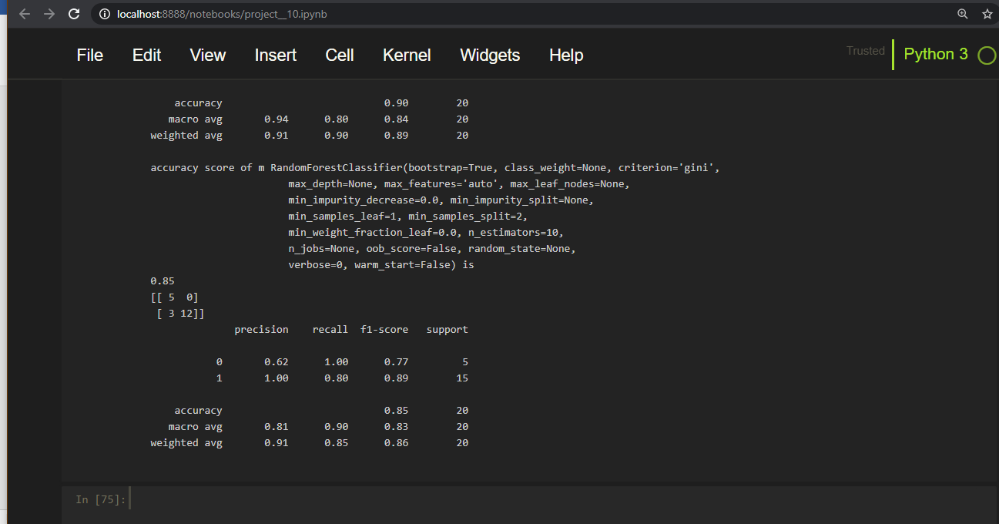 localhost:8888/notebooks/project__10.ipynb
File Edit View Insert Cell Kernel Widgets Help Trusted Python 3
accuracy 0.90 20
macro avg 0.94 0.80 0.84 20
weighted avg 0.91 0.90 0.89 20
accuracy score of m RandomForestClassifier(bootstrap=True, class_weight=None, criterion='gini',
max_depth=None, max_features='auto', max_leaf_nodes=None,
min_impurity_decrease=0.0, min_impurity_split=None,
min_samples_leaf=1, min_samples_split=2,
min_weight_fraction_leaf=0.0, n_estimators=10,
n_jobs=None, oob_score=False, random_state=None,
verbose=0, warm_start=False) is
0.85
[[ 5  0]
[ 3 12]]
precision recall f1-score support
0 0.62 1.00 0.77 5
1 1.00 0.80 0.89 15
accuracy 0.85 20
macro avg 0.81 0.90 0.83 20
weighted avg 0.91 0.85 0.86 20
In [75]: